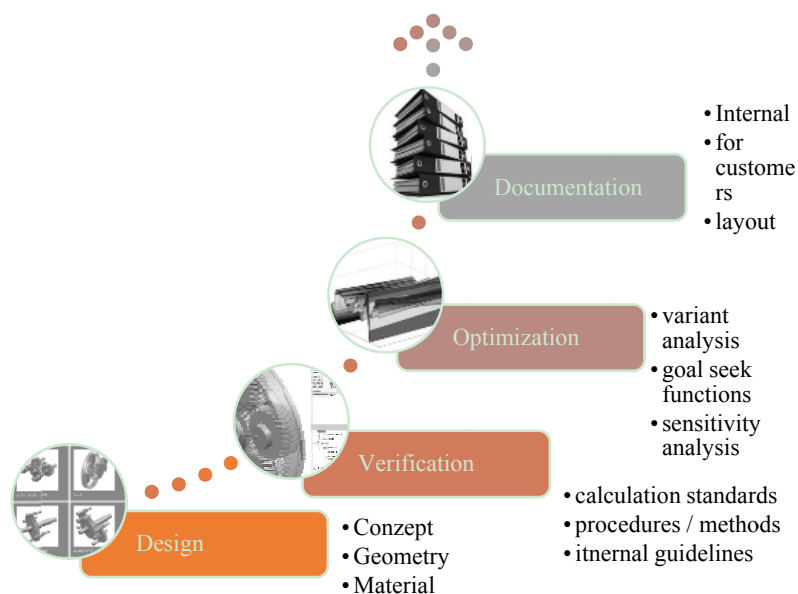 • Internal
• for
custome
rs
• layout
Documentation
• variant
analysis
• goal seek
functions
• sensitivity
analysis
Optimization
Verification
• calculation standards
• procedures / methods
• itnernal guidelines
Design
• Conzept
• Geometry
• Material